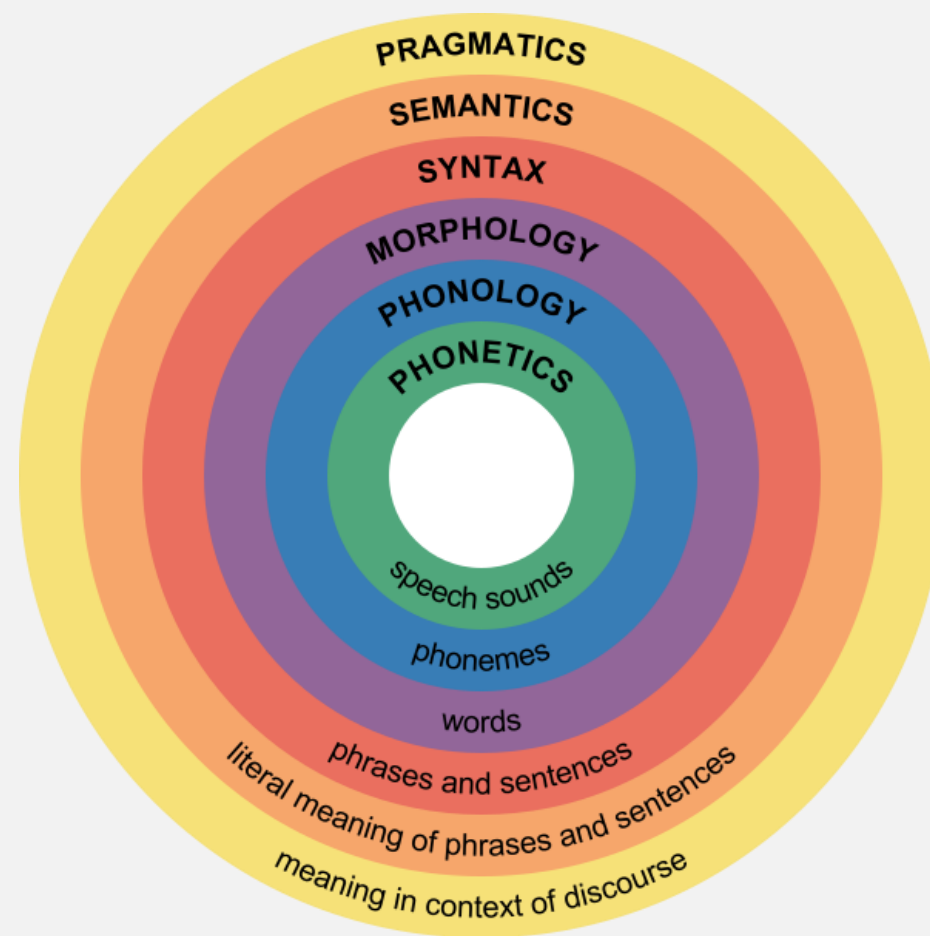 PRAGMATICS
SEMANTICS
SYNTAX
MORPHOLOGY
PHONOLOGY
PHONETICS
speech sounds
phonemes
words
phrases and sentences
literal meaning of phrases and sentences
meaning in context of discourse